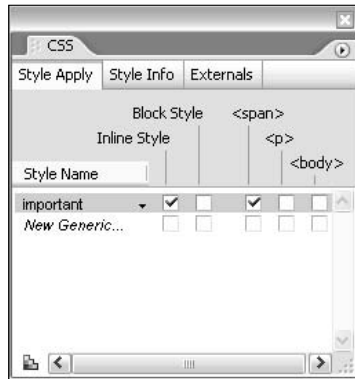 CSS
Style Apply Style Info Externals
Block Style <span>
Inline Style <p>
<body>
Style Name
important
New Generic...